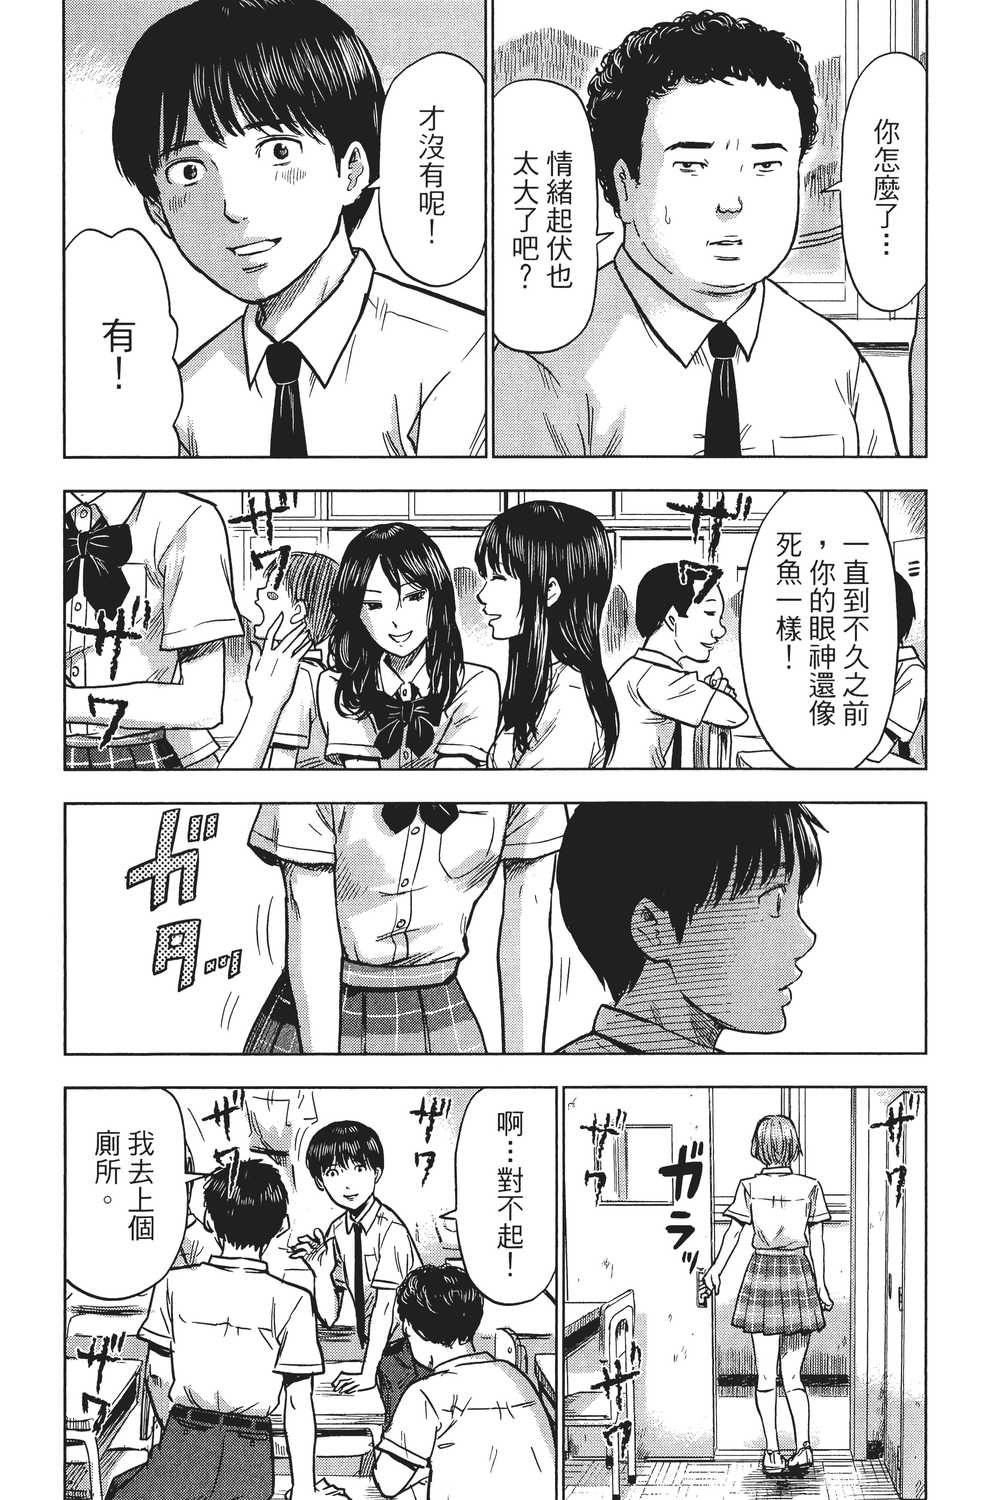 你怎麼了…
情緒起伏也
太大了吧？
才沒有呢！
有！
一直到不久之前
，你的眼神還像
死魚一樣！
ザワ
ザワ
ザワ
ガタッ
ガラッ
ザワ
ザワ
啊…對不起！
ザワ
ザワ
我去上個
廁所。
ザワ